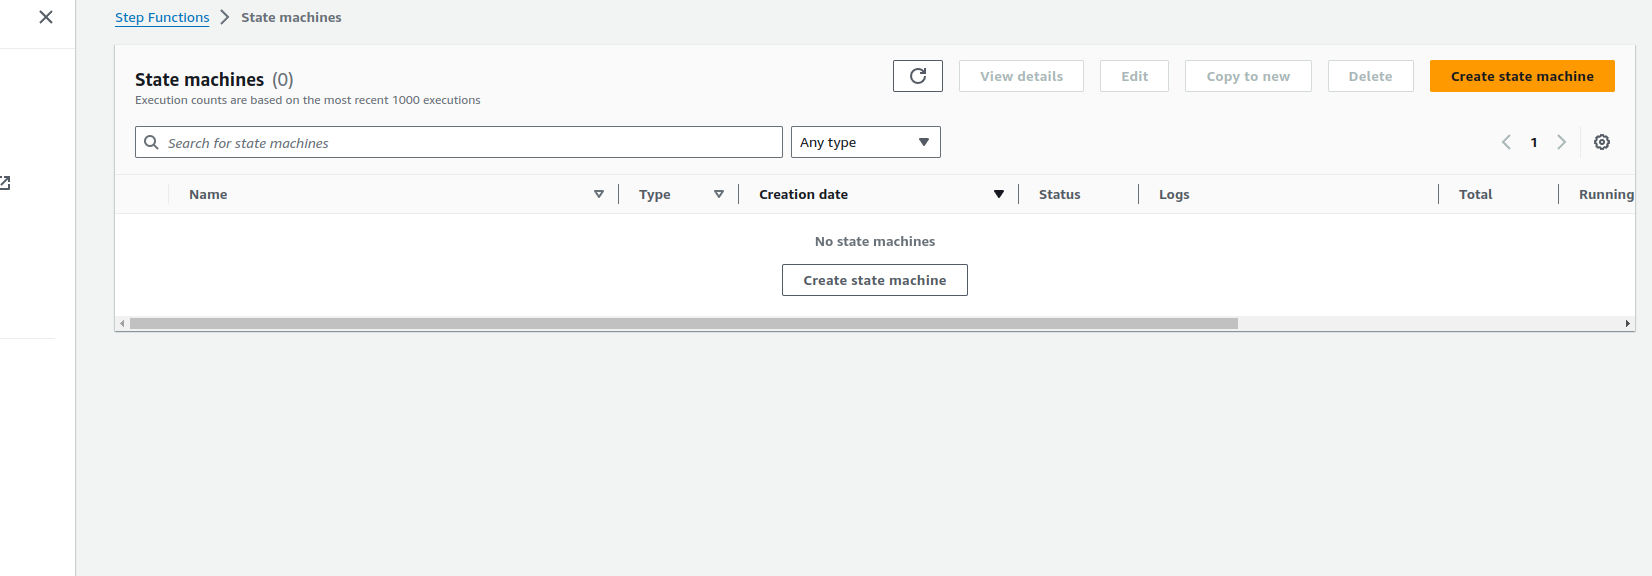 Step Functions > State machines
State machines (0)
Execution counts are based on the most recent 1000 executions
View details
Edit
Copy to new
Delete
Create state machine
Search for state machines
Any type
1
Name
Type
Creation date
Status
Logs
Total
Running
No state machines
Create state machine